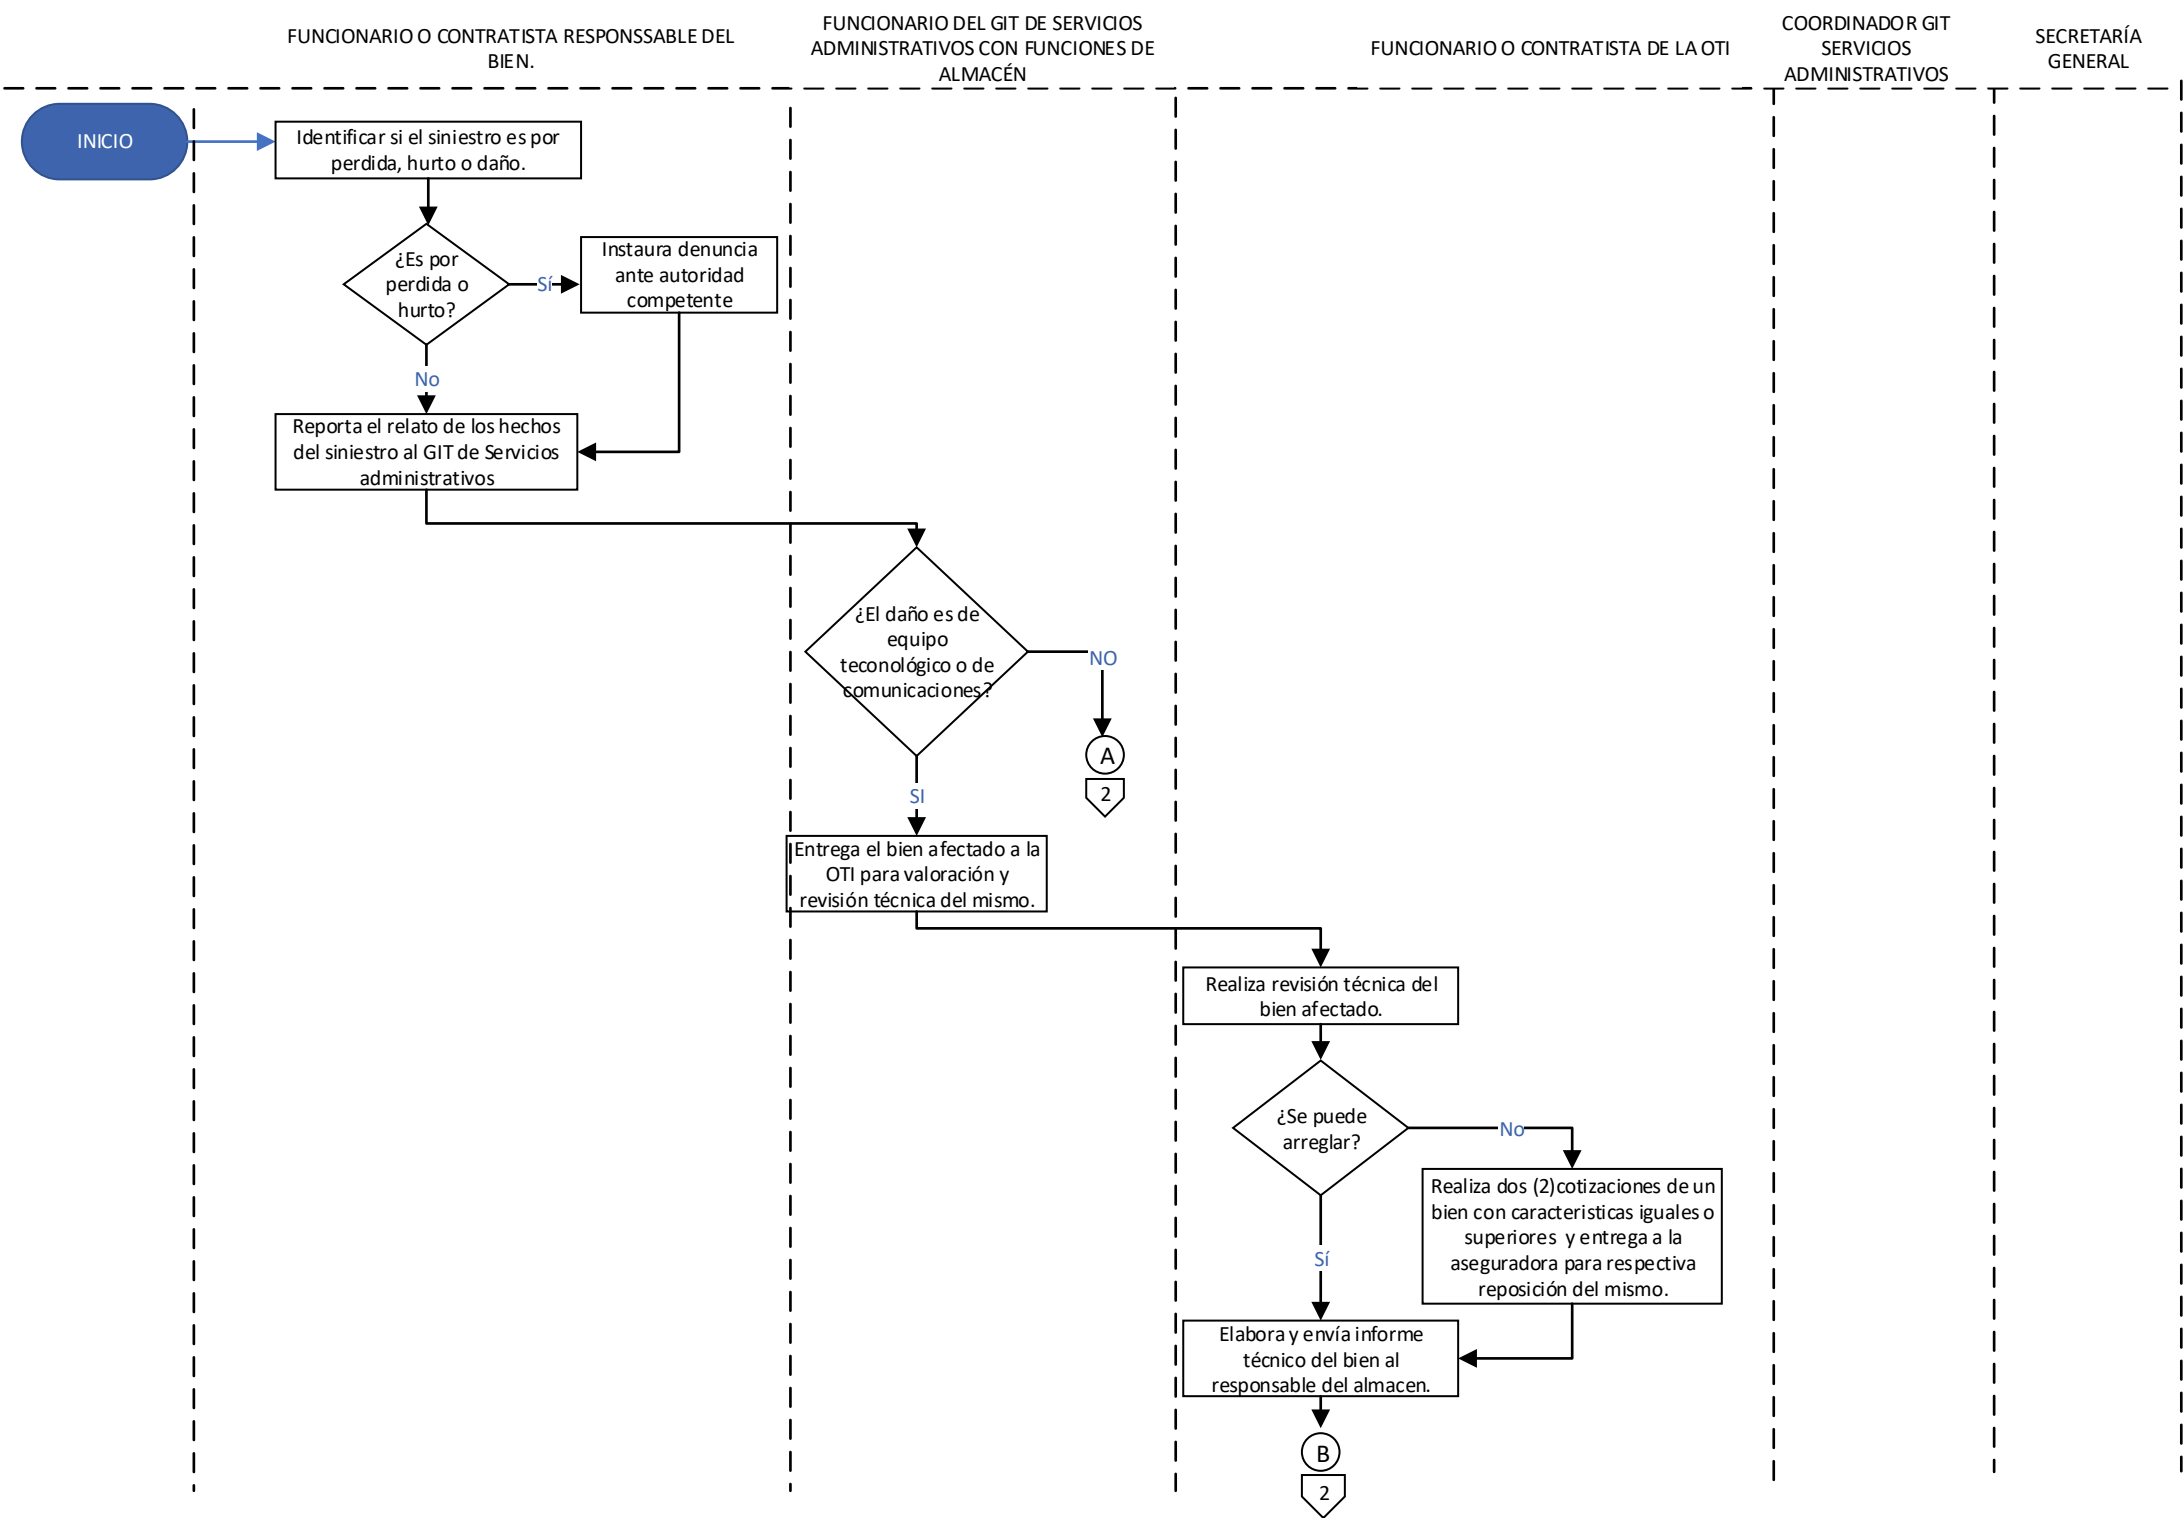 FUNCIONARIO O CONTRATISTA RESPONSSABLE DEL
BIEN.
FUNCIONARIO DEL GIT DE SERVICIOS
ADMINISTRATIVOS CON FUNCIONES DE
ALMACÉN
FUNCIONARIO O CONTRATISTA DE LA OTI
COORDINADOR GIT
SERVICIOS
ADMINISTRATIVOS
SECRETARÍA
GENERAL
INICIO
Identificar si el siniestro es por
perdida, hurto o daño.
¿Es por
perdida o
hurto?
Sí
Instaura denuncia
ante autoridad
competente
No
Reporta el relato de los hechos
del siniestro al GIT de Servicios
administrativos
¿El daño es de
equipo
teconológico o de
comunicaciones?
NO
A
2
SI
Entrega el bien afectado a la
OTI para valoración y
revisión técnica del mismo.
Realiza revisión técnica del
bien afectado.
¿Se puede
arreglar?
No
Realiza dos (2)cotizaciones de un
bien con caracteristicas iguales o
superiores y entrega a la
aseguradora para respectiva
reposición del mismo.
Sí
Elabora y envía informe
técnico del bien al
responsable del almacen.
B
2